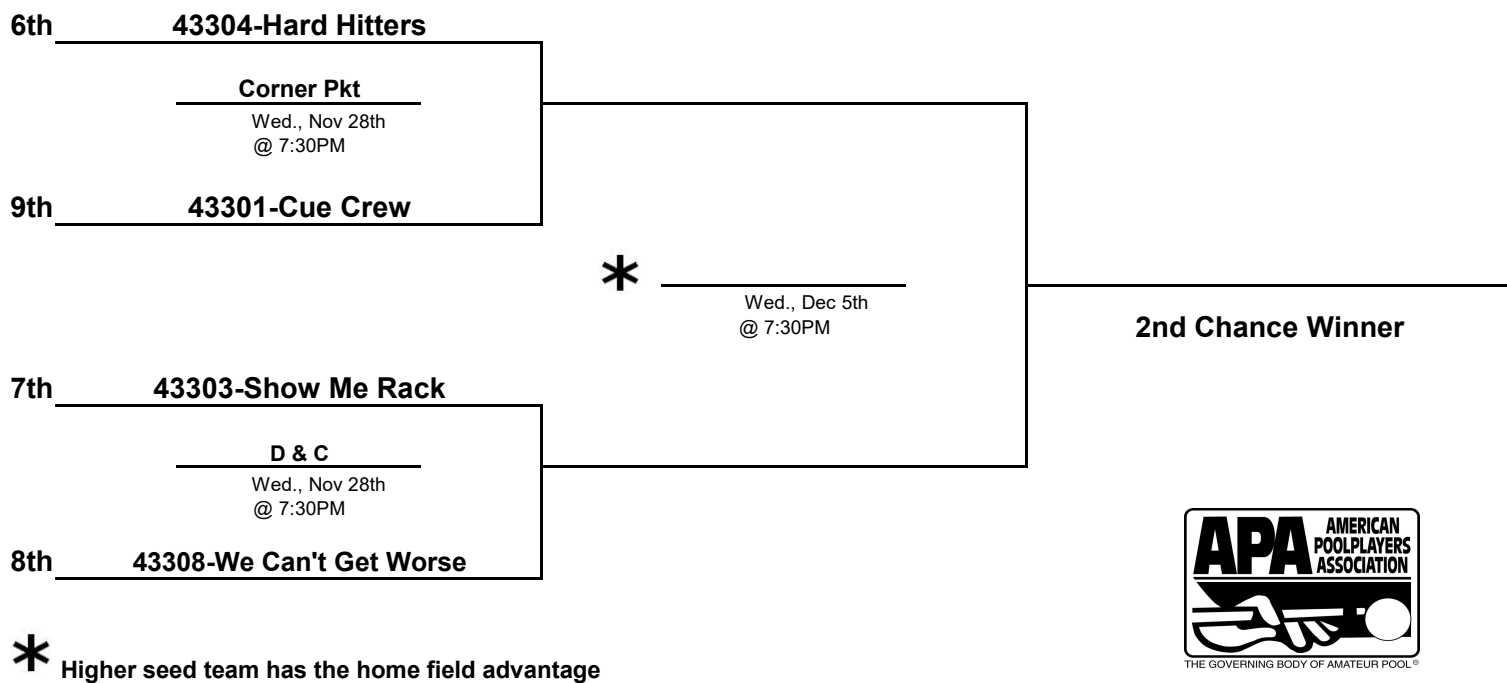 6th 43304-Hard Hitters
Corner Pkt
Wed., Nov 28th
@ 7:30PM
9th 43301-Cue Crew
*
Wed., Dec 5th
@ 7:30PM
2nd Chance Winner
7th 43303-Show Me Rack
D & C
Wed., Nov 28th
@ 7:30PM
8th 43308-We Can't Get Worse
* Higher seed team has the home field advantage
APA AMERICAN
POOLPLAYERS
ASSOCIATION
THE GOVERNING BODY OF AMATEUR POOL®